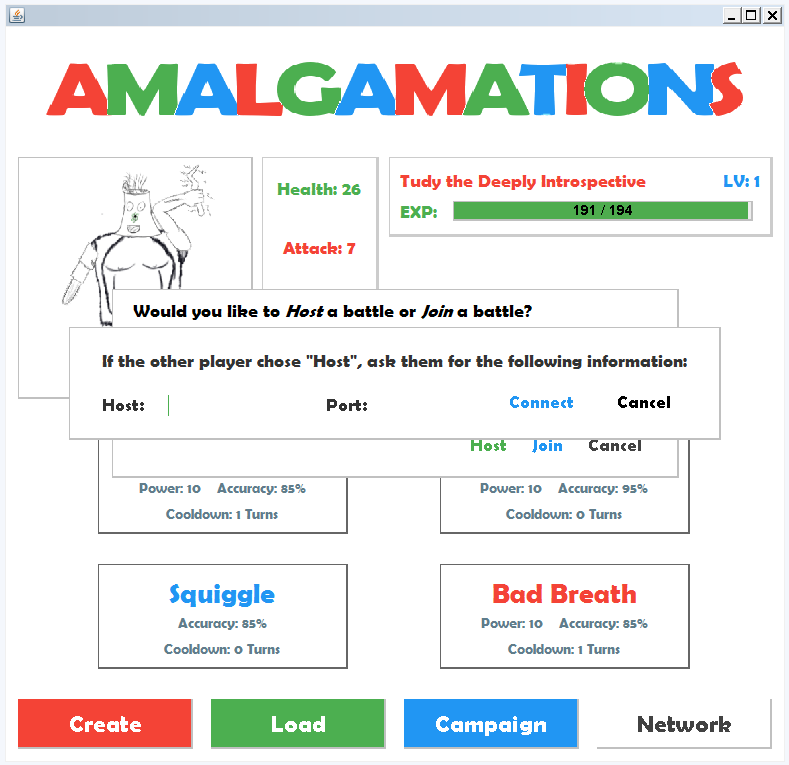 AMALGAMATIONS
Health: 26
Attack: 7
Tudy the Deeply Introspective LV: 1
EXP: 191 / 194
Would you like to Host a battle or Join a battle?
If the other player chose "Host", ask them for the following information:
Host: Port: Connect Cancel
Host Join Cancel
Power: 10 Accuracy: 85%
Cooldown: 1 Turns
Power: 10 Accuracy: 95%
Cooldown: 0 Turns
Squiggle
Accuracy: 85%
Cooldown: 0 Turns
Bad Breath
Power: 10 Accuracy: 85%
Cooldown: 1 Turns
Create Load Campaign Network